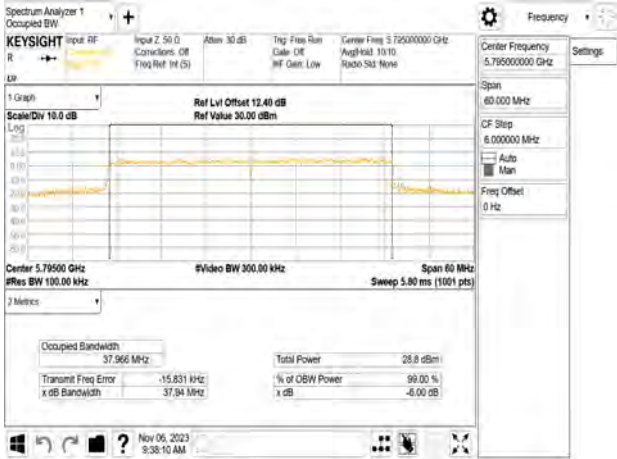 Spectrum Analyzer 1
Occupied BW
+
Frequency
KEYSIGHT
Input: RF
R
Input Z: 50 Ω
Corrections: Off
Freq Ref: Int (S)
Atten: 30 dB
Trig: Free Run
Gate: Off
#IF Gain: Low
Center Freq: 5.795000000 GHz
Avg|Hold: 10/10
Radio Std: None
Center Frequency
5.795000000 GHz
Settings
Span
60.000 MHz
CF Step
6.000000 MHz
Auto
Man
Freq Offset
0 Hz
1 Graph
Scale/Div 10.0 dB
Log
Ref Lvl Offset 12.40 dB
Ref Value 30.00 dBm
Center 5.79500 GHz
#Res BW 100.00 kHz
#Video BW 300.00 kHz
Span 60 MHz
Sweep 5.80 ms (1001 pts)
2 Metrics
Occupied Bandwidth
37.966 MHz
Total Power 28.8 dBm
Transmit Freq Error -15.831 kHz
% of OBW Power 99.00 %
x dB Bandwidth 37.94 MHz
x dB -6.00 dB
?
Nov 06, 2023
9:38:10 AM